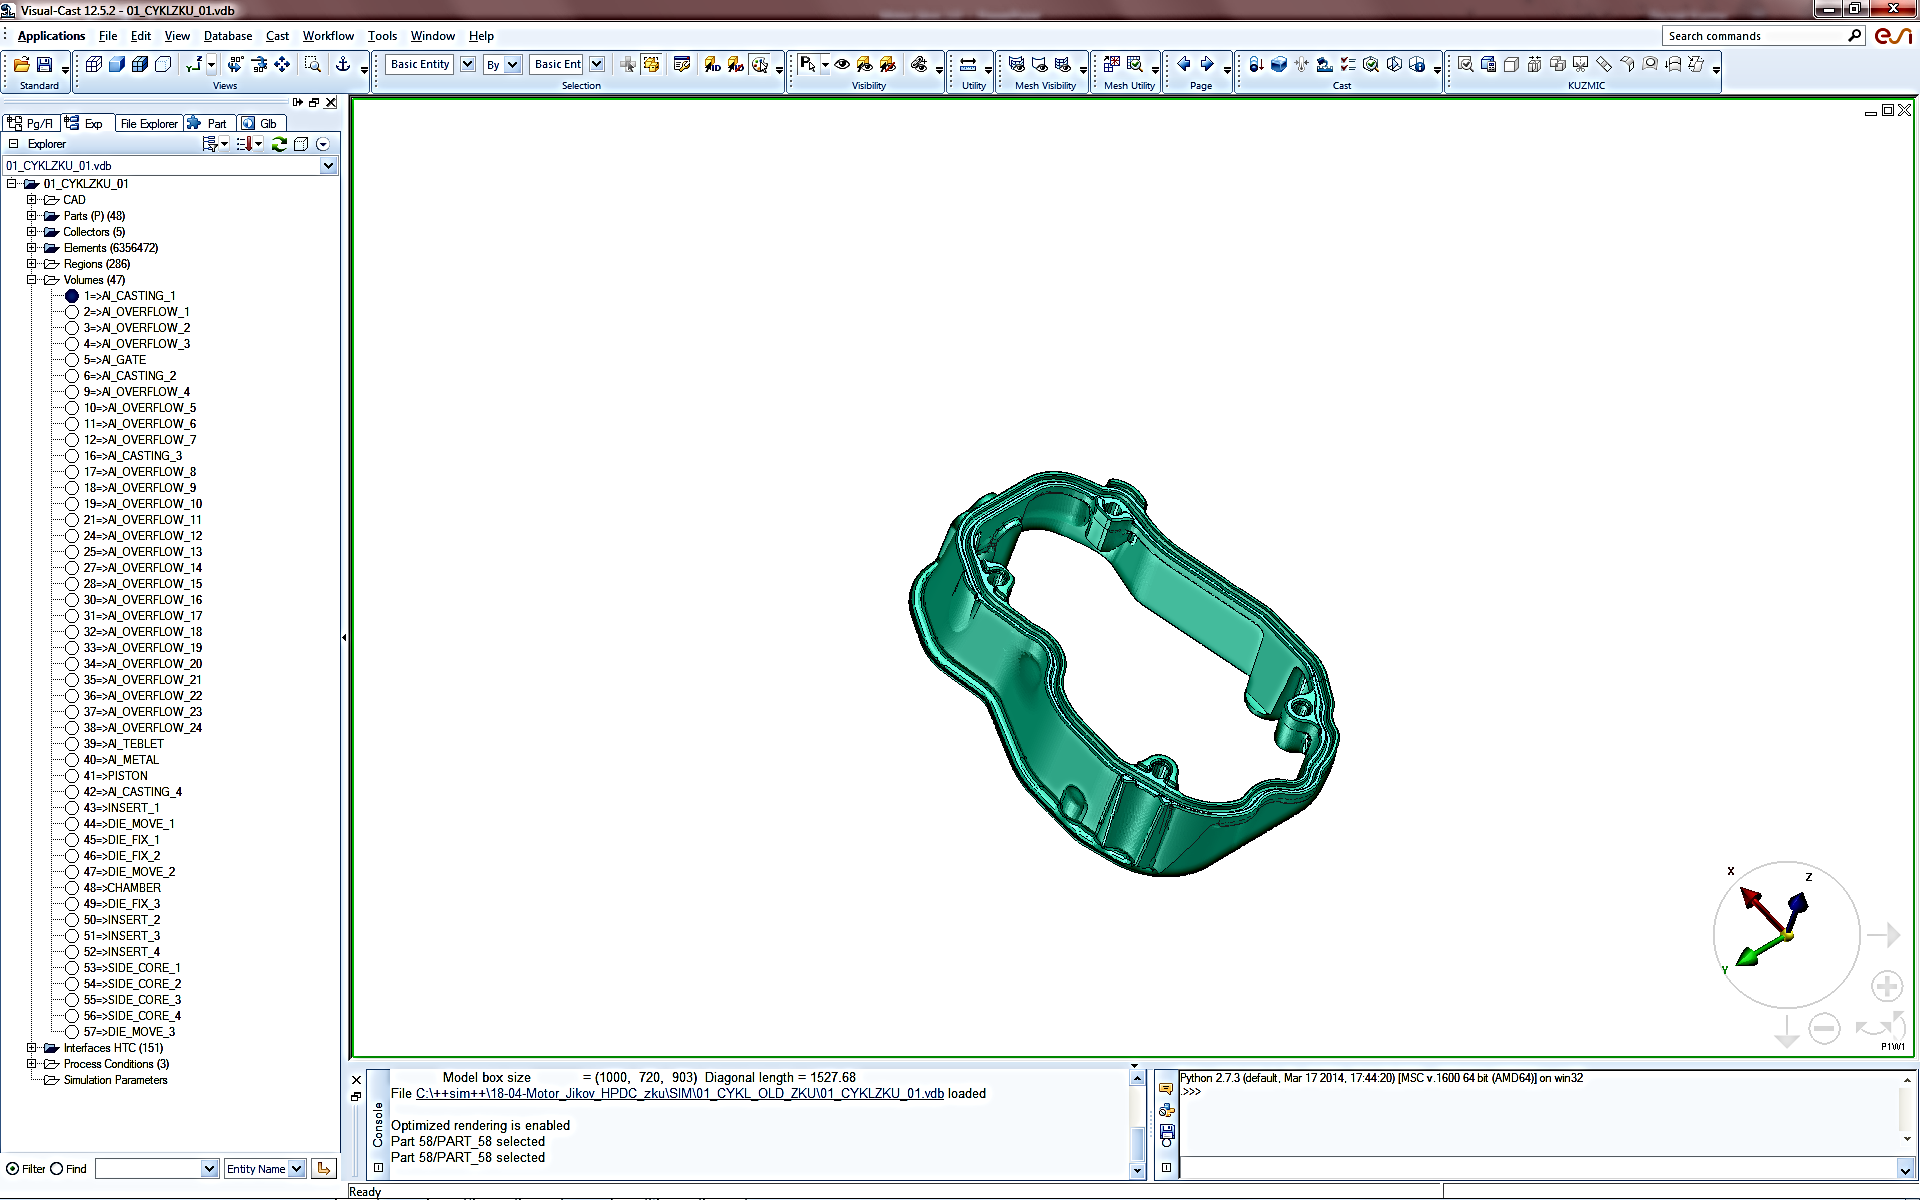 Visual-Cast 12.5.2 - 01_CYKLZKU_01.vdb
Applications File Edit View Database Cast Workflow Tools Window Help
Search commands
esi
Basic Entity By Basic Ent
Standard Views Selection Visibility Utility Mesh Visibility Mesh Utility Page Cast KUZMIC
Pg/Fl Exp File Explorer Part Glb
Explorer
01_CYKLZKU_01.vdb
01_CYKLZKU_01
CAD
Parts (P) (48)
Collectors (5)
Elements (6356472)
Regions (286)
Volumes (47)
1=>Al_CASTING_1
2=>Al_OVERFLOW_1
3=>Al_OVERFLOW_2
4=>Al_OVERFLOW_3
5=>Al_GATE
6=>Al_CASTING_2
9=>Al_OVERFLOW_4
10=>Al_OVERFLOW_5
11=>Al_OVERFLOW_6
12=>Al_OVERFLOW_7
16=>Al_CASTING_3
17=>Al_OVERFLOW_8
18=>Al_OVERFLOW_9
19=>Al_OVERFLOW_10
21=>Al_OVERFLOW_11
24=>Al_OVERFLOW_12
25=>Al_OVERFLOW_13
27=>Al_OVERFLOW_14
28=>Al_OVERFLOW_15
30=>Al_OVERFLOW_16
31=>Al_OVERFLOW_17
32=>Al_OVERFLOW_18
33=>Al_OVERFLOW_19
34=>Al_OVERFLOW_20
35=>Al_OVERFLOW_21
36=>Al_OVERFLOW_22
37=>Al_OVERFLOW_23
38=>Al_OVERFLOW_24
39=>Al_TEBLET
40=>Al_METAL
41=>PISTON
42=>Al_CASTING_4
43=>INSERT_1
44=>DIE_MOVE_1
45=>DIE_FIX_1
46=>DIE_FIX_2
47=>DIE_MOVE_2
48=>CHAMBER
49=>DIE_FIX_3
50=>INSERT_2
51=>INSERT_3
52=>INSERT_4
53=>SIDE_CORE_1
54=>SIDE_CORE_2
55=>SIDE_CORE_3
56=>SIDE_CORE_4
57=>DIE_MOVE_3
Interfaces HTC (151)
Process Conditions (3)
Simulation Parameters
Filter Find Entity Name
X
Z
Y
P1W1
Console
Model box size = (1000, 720, 903) Diagonal length = 1527.68
File C:\++sim++\18-04-Motor_Jikov_HPDC_zku\SIM\01_CYKL_OLD_ZKU\01_CYKLZKU_01.vdb loaded
Optimized rendering is enabled
Part 58/PART_58 selected
Part 58/PART_58 selected
Python 2.7.3 (default, Mar 17 2014, 17:44:20) [MSC v.1600 64 bit (AMD64)] on win32
>>>
Ready